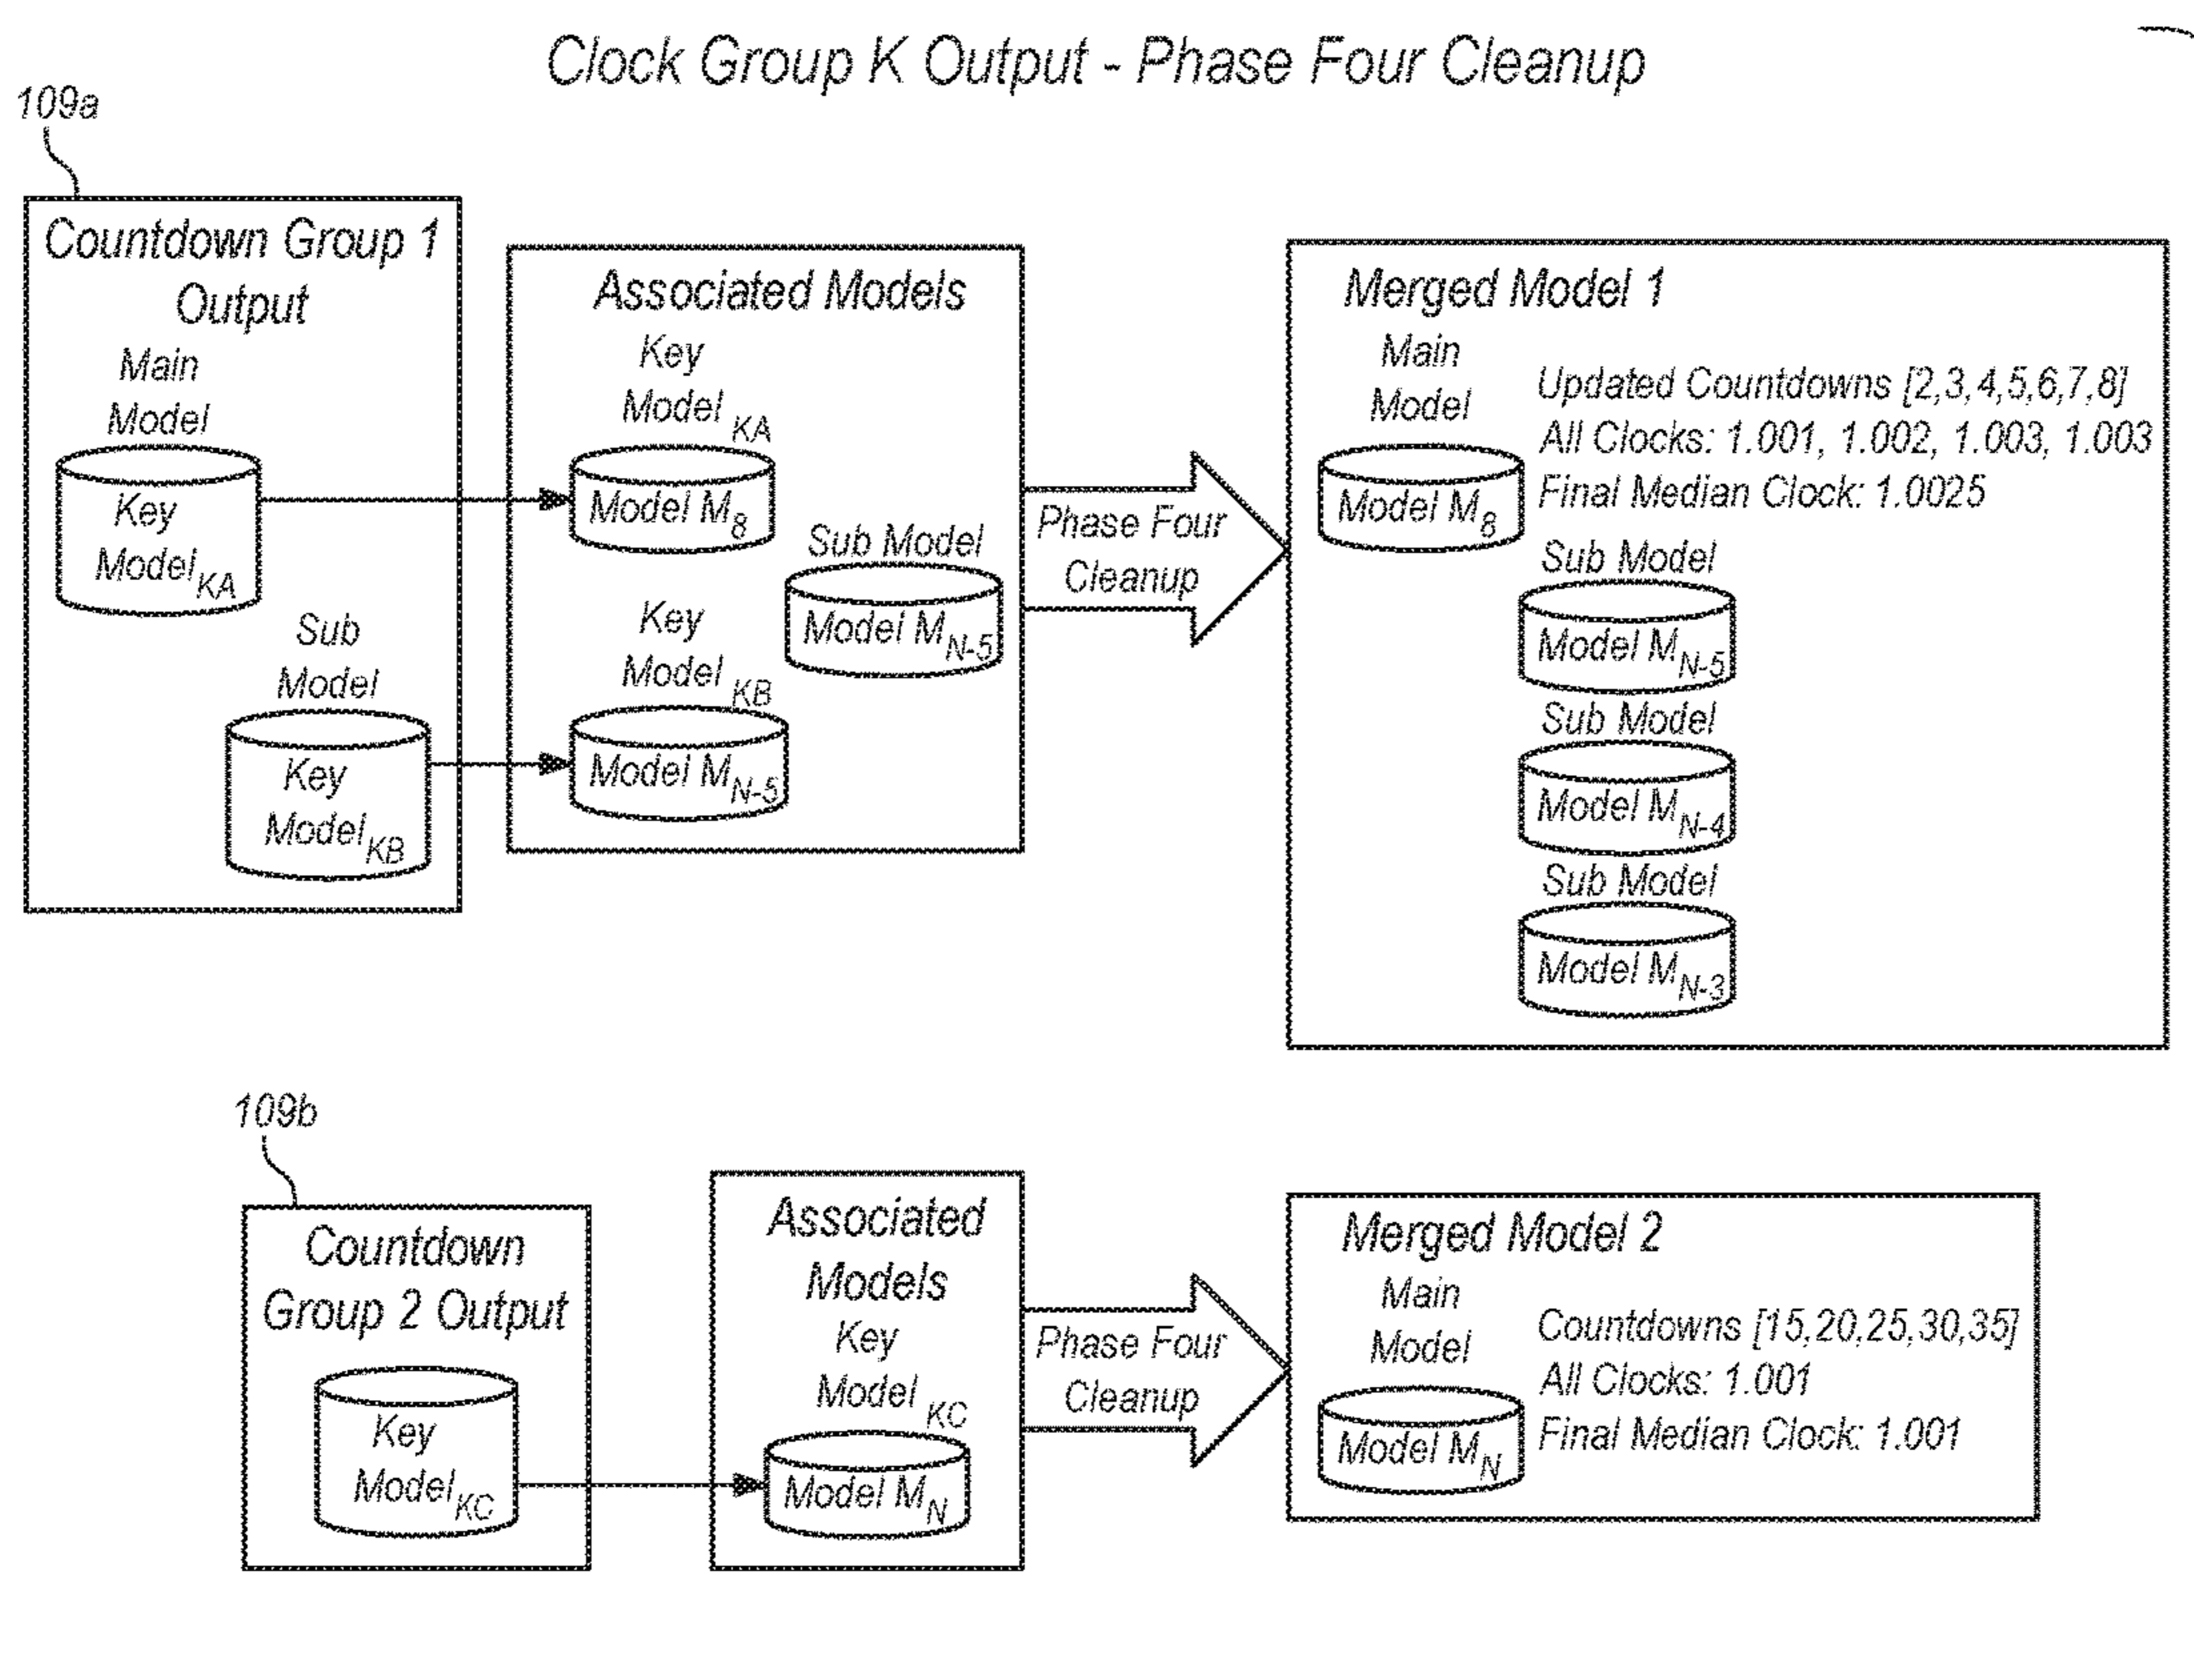 Clock Group K Output - Phase Four Cleanup
109a
Countdown Group 1
Output
Main
Model
Key
Model KA
Sub
Model
Key
Model KB
Associated Models
Key
Model KA
Model M8
Sub Model
Model MN-5
Key
Model KB
Model MN-5
Phase Four
Cleanup
Merged Model 1
Main
Model
Model M8
Updated Countdowns [2,3,4,5,6,7,8]
All Clocks: 1.001, 1.002, 1.003, 1.003
Final Median Clock: 1.0025
Sub Model
Model MN-5
Sub Model
Model MN-4
Sub Model
Model MN-3
109b
Countdown
Group 2 Output
Key
Model KC
Associated
Models
Key
Model KC
Model MN
Phase Four
Cleanup
Merged Model 2
Main
Model
Model MN
Countdowns [15,20,25,30,35]
All Clocks: 1.001
Final Median Clock: 1.001